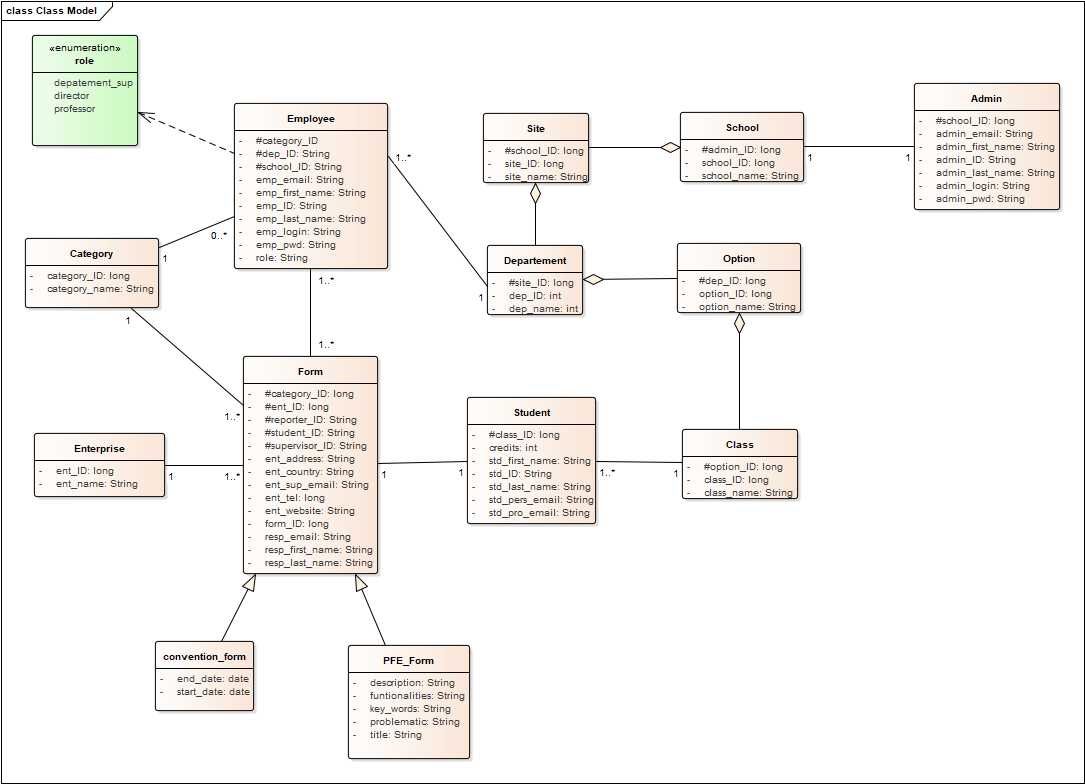 class Class Model
«enumeration»
role
depatement_sup
director
professor
Employee
- #category_ID
- #dep_ID: String
- #school_ID: String
- emp_email: String
- emp_first_name: String
- emp_ID: String
- emp_last_name: String
- emp_login: String
- emp_pwd: String
- role: String
1..*
Site
- #school_ID: long
- site_ID: long
- site_name: String
School
- #admin_ID: long
- school_ID: long
- school_name: String
1
1
Admin
- #school_ID: long
- admin_email: String
- admin_first_name: String
- admin_ID: String
- admin_last_name: String
- admin_login: String
- admin_pwd: String
Category
- category_ID: long
- category_name: String
1
0..*
1
1..*
1..*
1
Departement
- #site_ID: long
- dep_ID: int
- dep_name: int
Option
- #dep_ID: long
- option_ID: long
- option_name: String
Form
- #category_ID: long
- #ent_ID: long
- #reporter_ID: String
- #student_ID: String
- #supervisor_ID: String
- ent_address: String
- ent_country: String
- ent_sup_email: String
- ent_tel: long
- ent_website: String
- form_ID: long
- resp_email: String
- resp_first_name: String
- resp_last_name: String
1..*
Enterprise
- ent_ID: long
- ent_name: String
1
1..*
1
1
Student
- #class_ID: long
- credits: int
- std_first_name: String
- std_ID: String
- std_last_name: String
- std_pers_email: String
- std_pro_email: String
1..*
1
Class
- #option_ID: long
- class_ID: long
- class_name: String
convention_form
- end_date: date
- start_date: date
PFE_Form
- description: String
- funtionalities: String
- key_words: String
- problematic: String
- title: String